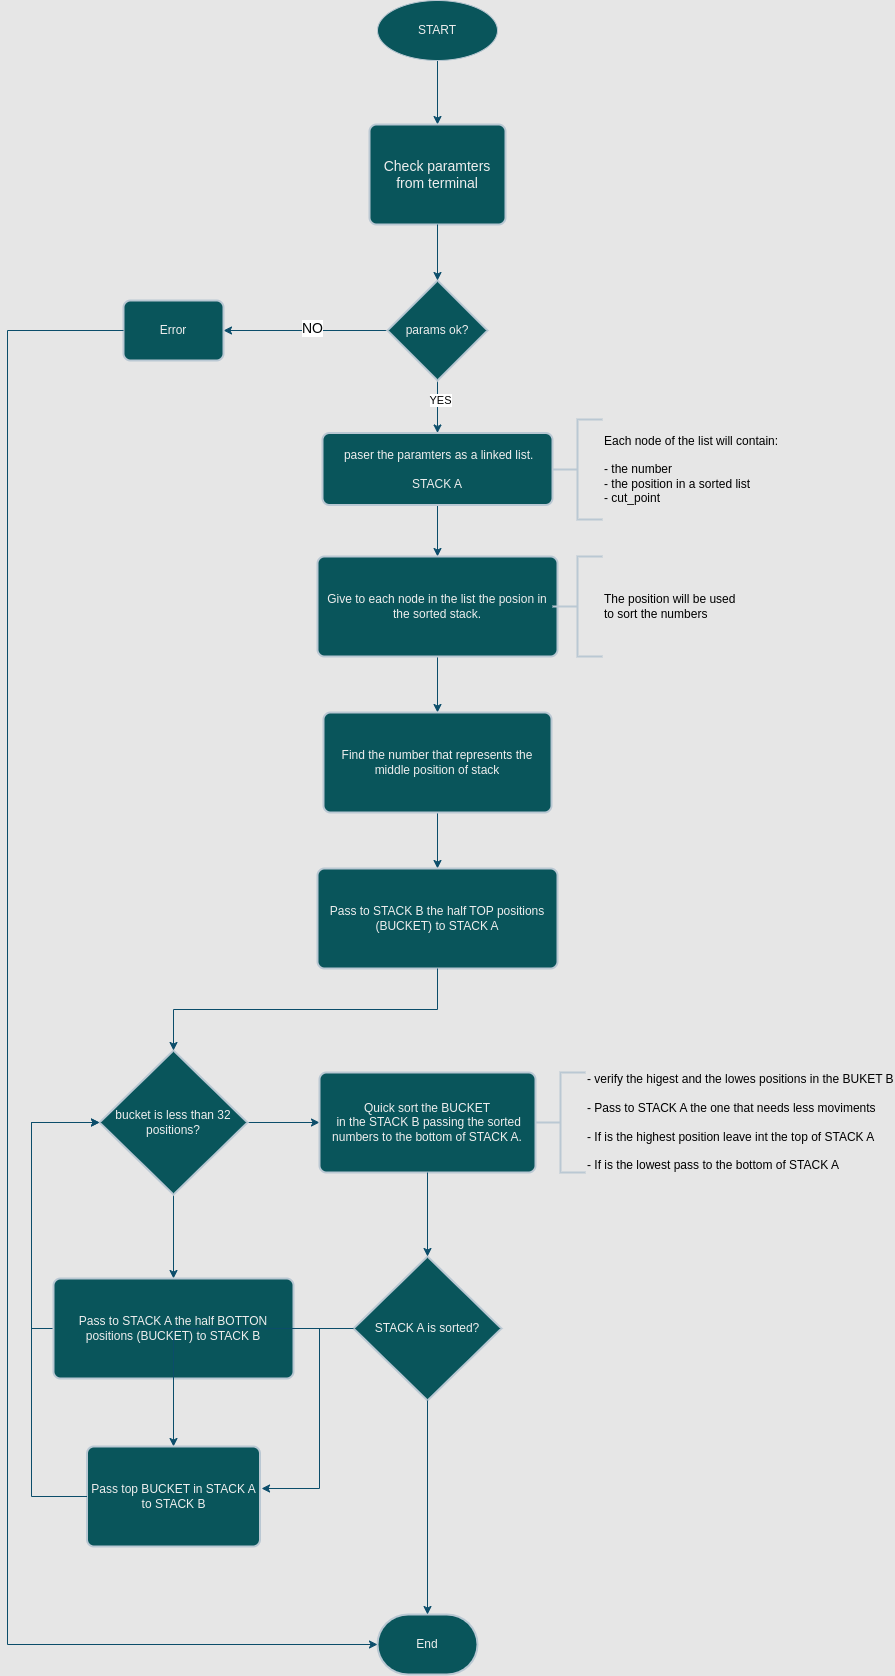 START
Check paramters
from terminal
params ok?
NO
Error
YES
paser the paramters as a linked list.
STACK A
Each node of the list will contain:
- the number
- the position in a sorted list
- cut_point
Give to each node in the list the posion in
the sorted stack.
The position will be used
to sort the numbers
Find the number that represents the
middle position of stack
Pass to STACK B the half TOP positions
(BUCKET) to STACK A
bucket is less than 32
positions?
Quick sort the BUCKET
in the STACK B passing the sorted
numbers to the bottom of STACK A.
- verify the higest and the lowes positions in the BUKET B
- Pass to STACK A the one that needs less moviments
- If is the highest position leave int the top of STACK A
- If is the lowest pass to the bottom of STACK A
Pass to STACK A the half BOTTON
positions (BUCKET) to STACK B
STACK A is sorted?
Pass top BUCKET in STACK A
to STACK B
End